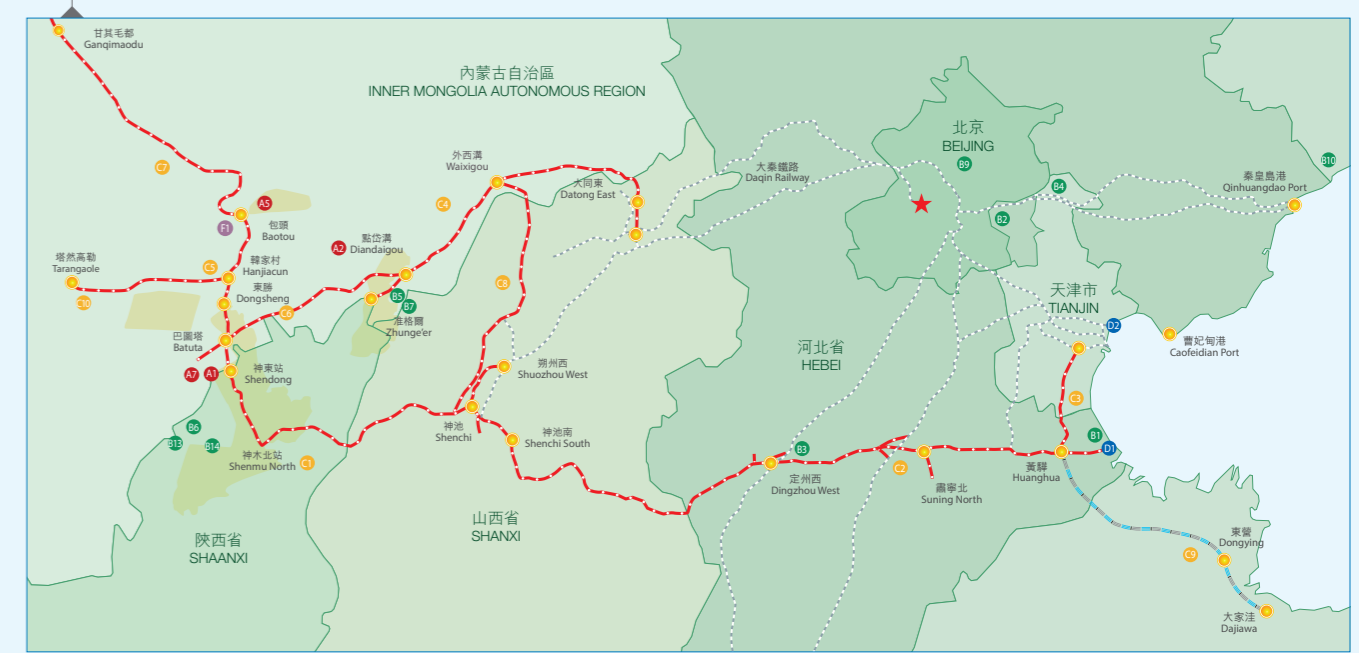 甘其毛都
Ganqimaodu
內蒙古自治區
INNER MONGOLIA AUTONOMOUS REGION
外西溝
Waixigou
大同東
Datong East
大秦鐵路
Daqin Railway
北京
BEIJING
B9
B10
B4
B2
秦皇島港
Qinhuangdao Port
C7
A5
F1
包頭
Baotou
C4
A2
點岱溝
Diandaigou
塔然高勒
Tarangaole
C10
C5
韓家村
Hanjiacun
東勝
Dongsheng
C6
B5
B7
准格爾
Zhunge'er
C8
天津市
TIANJIN
D2
曹妃甸港
Caofeidian Port
巴圖塔
Batuta
A7
A1
神東站
Shendong
朔州西
Shuozhou West
河北省
HEBEI
C3
B6
B13
B14
神木北站
Shenmu North
C1
神池
Shenchi
神池南
Shenchi South
B3
定州西
Dingzhou West
C2
肅寧北
Suning North
黃驊
Huanghua
B1
D1
陝西省
SHAANXI
山西省
SHANXI
東營
Dongying
C9
大家洼
Dajiawa